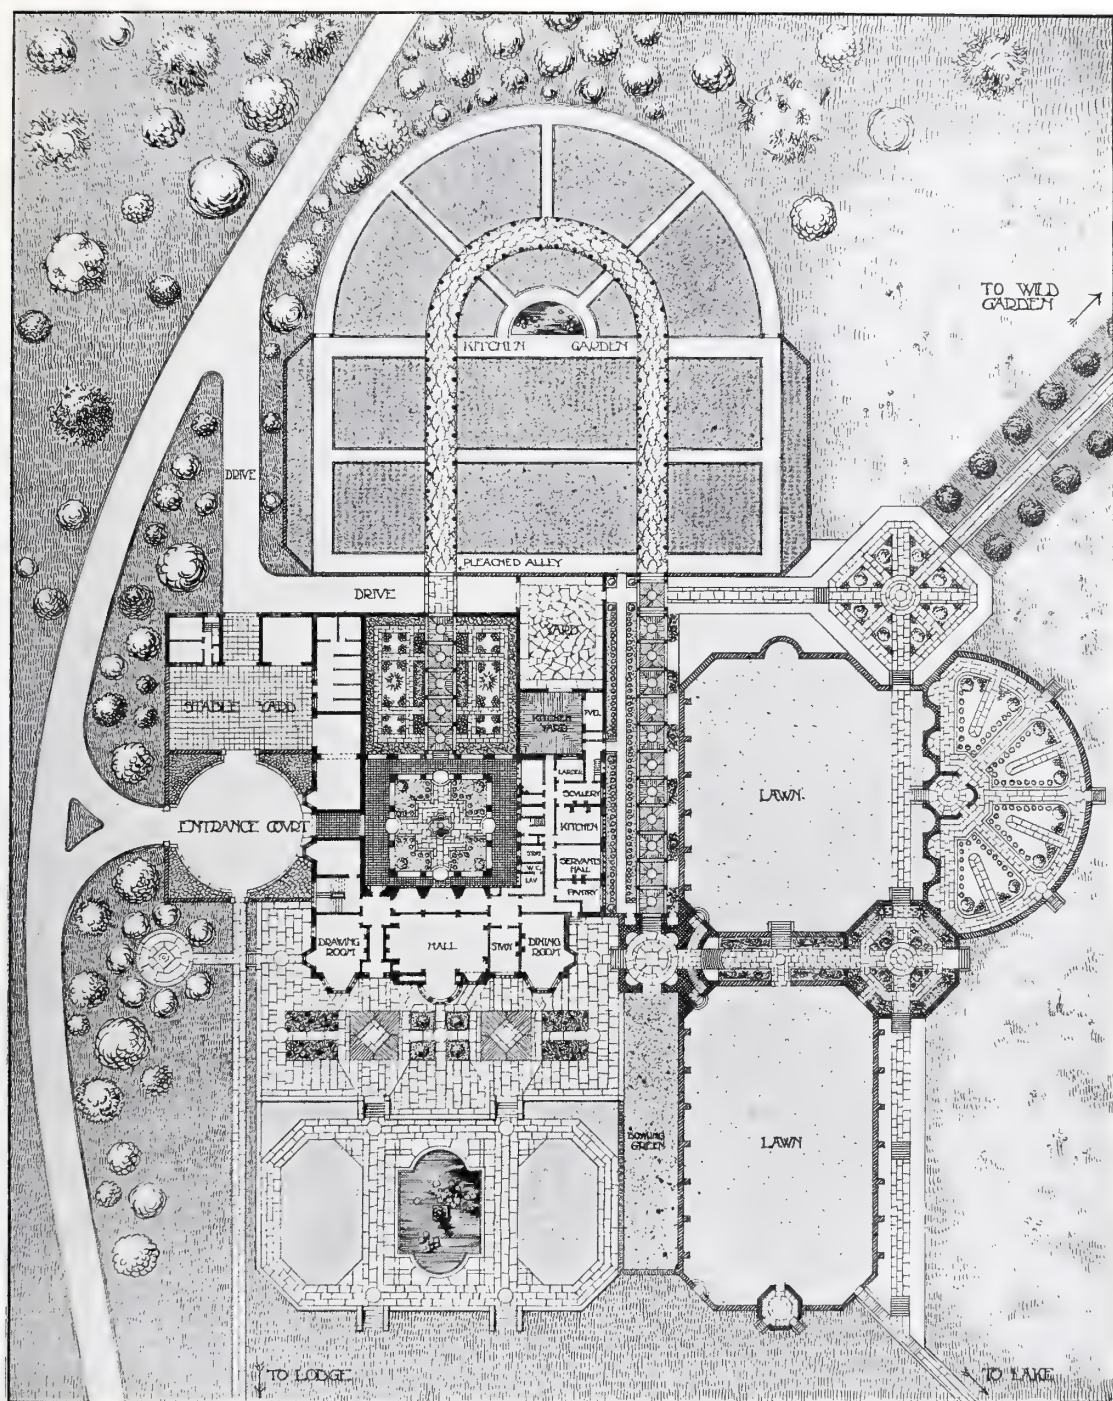 TO WILD
GARDEN
KITCHEN GARDEN
DRIVE
PLEACHED ALLEY
DRIVE
YARD
STABLE YARD
KITCHEN
YARD
LARDER
SCULLERY
LAWN.
ENTRANCE COURT
KITCHEN
SERVANTS
HALL
W.C.
LAV.
PANTRY
DRAWING
ROOM
HALL
STUDY
DINING
ROOM
BOWLING
GREEN
LAWN
TO LODGE
TO LAKE